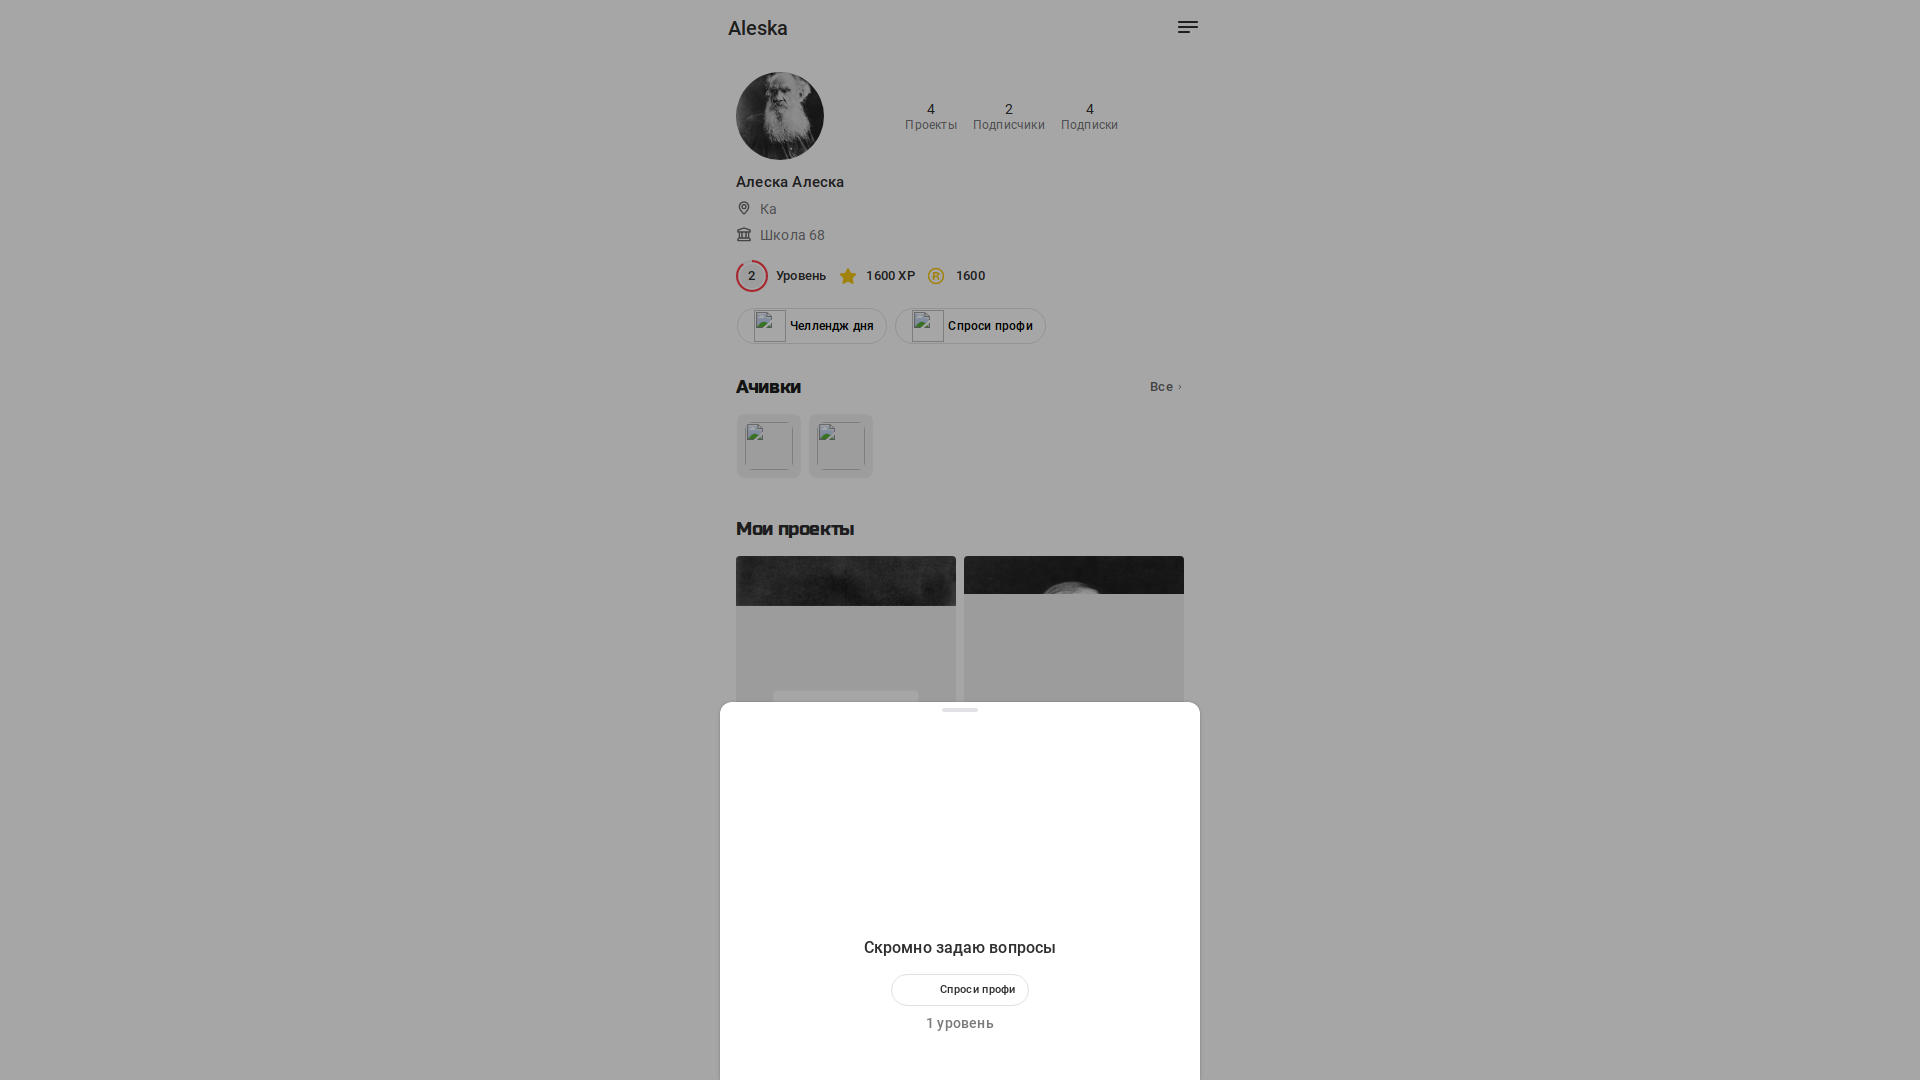 Aleska
4
Проекты
2
Подписчики
4
Подписки
Алеска Алеска
Ка
Школа 68
2
Уровень
1600 XP
R
1600
Челлендж дня
Спроси профи
Ачивки
Все
Мои проекты
Скромно задаю вопросы
Спроси профи
1 уровень